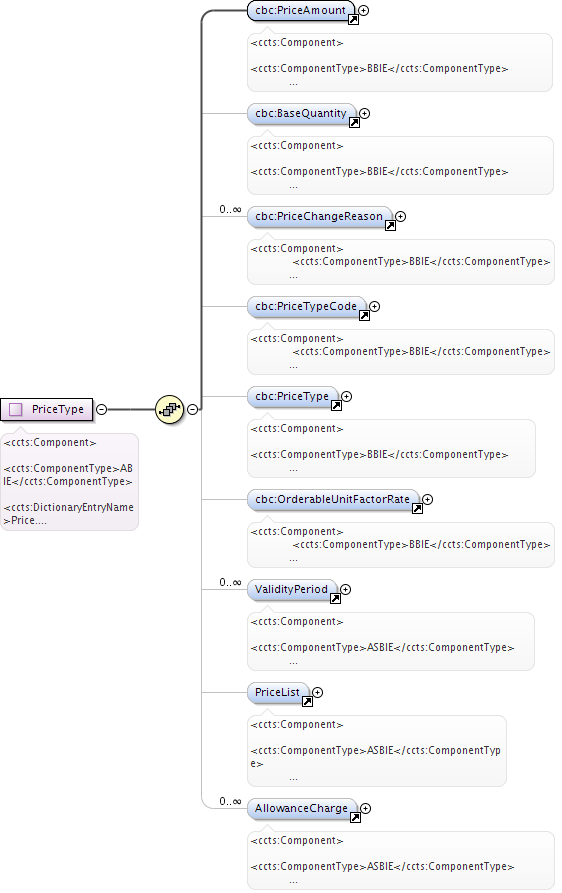 cbc:PriceAmount
<ccts:Component>
<ccts:ComponentType>BBIE</ccts:ComponentType>
...
cbc:BaseQuantity
<ccts:Component>
<ccts:ComponentType>BBIE</ccts:ComponentType>
...
0..∞
cbc:PriceChangeReason
<ccts:Component>
<ccts:ComponentType>BBIE</ccts:ComponentType>
...
cbc:PriceTypeCode
<ccts:Component>
<ccts:ComponentType>BBIE</ccts:ComponentType>
...
cbc:PriceType
<ccts:Component>
<ccts:ComponentType>BBIE</ccts:ComponentType>
...
PriceType
<ccts:Component>
<ccts:ComponentType>AB
IE</ccts:ComponentType>
<ccts:DictionaryEntryName
>Price....
cbc:OrderableUnitFactorRate
<ccts:Component>
<ccts:ComponentType>BBIE</ccts:ComponentType>
...
0..∞
ValidityPeriod
<ccts:Component>
<ccts:ComponentType>ASBIE</ccts:ComponentType>
...
PriceList
<ccts:Component>
<ccts:ComponentType>ASBIE</ccts:ComponentTyp
e>
...
0..∞
AllowanceCharge
<ccts:Component>
<ccts:ComponentType>ASBIE</ccts:ComponentType>
...